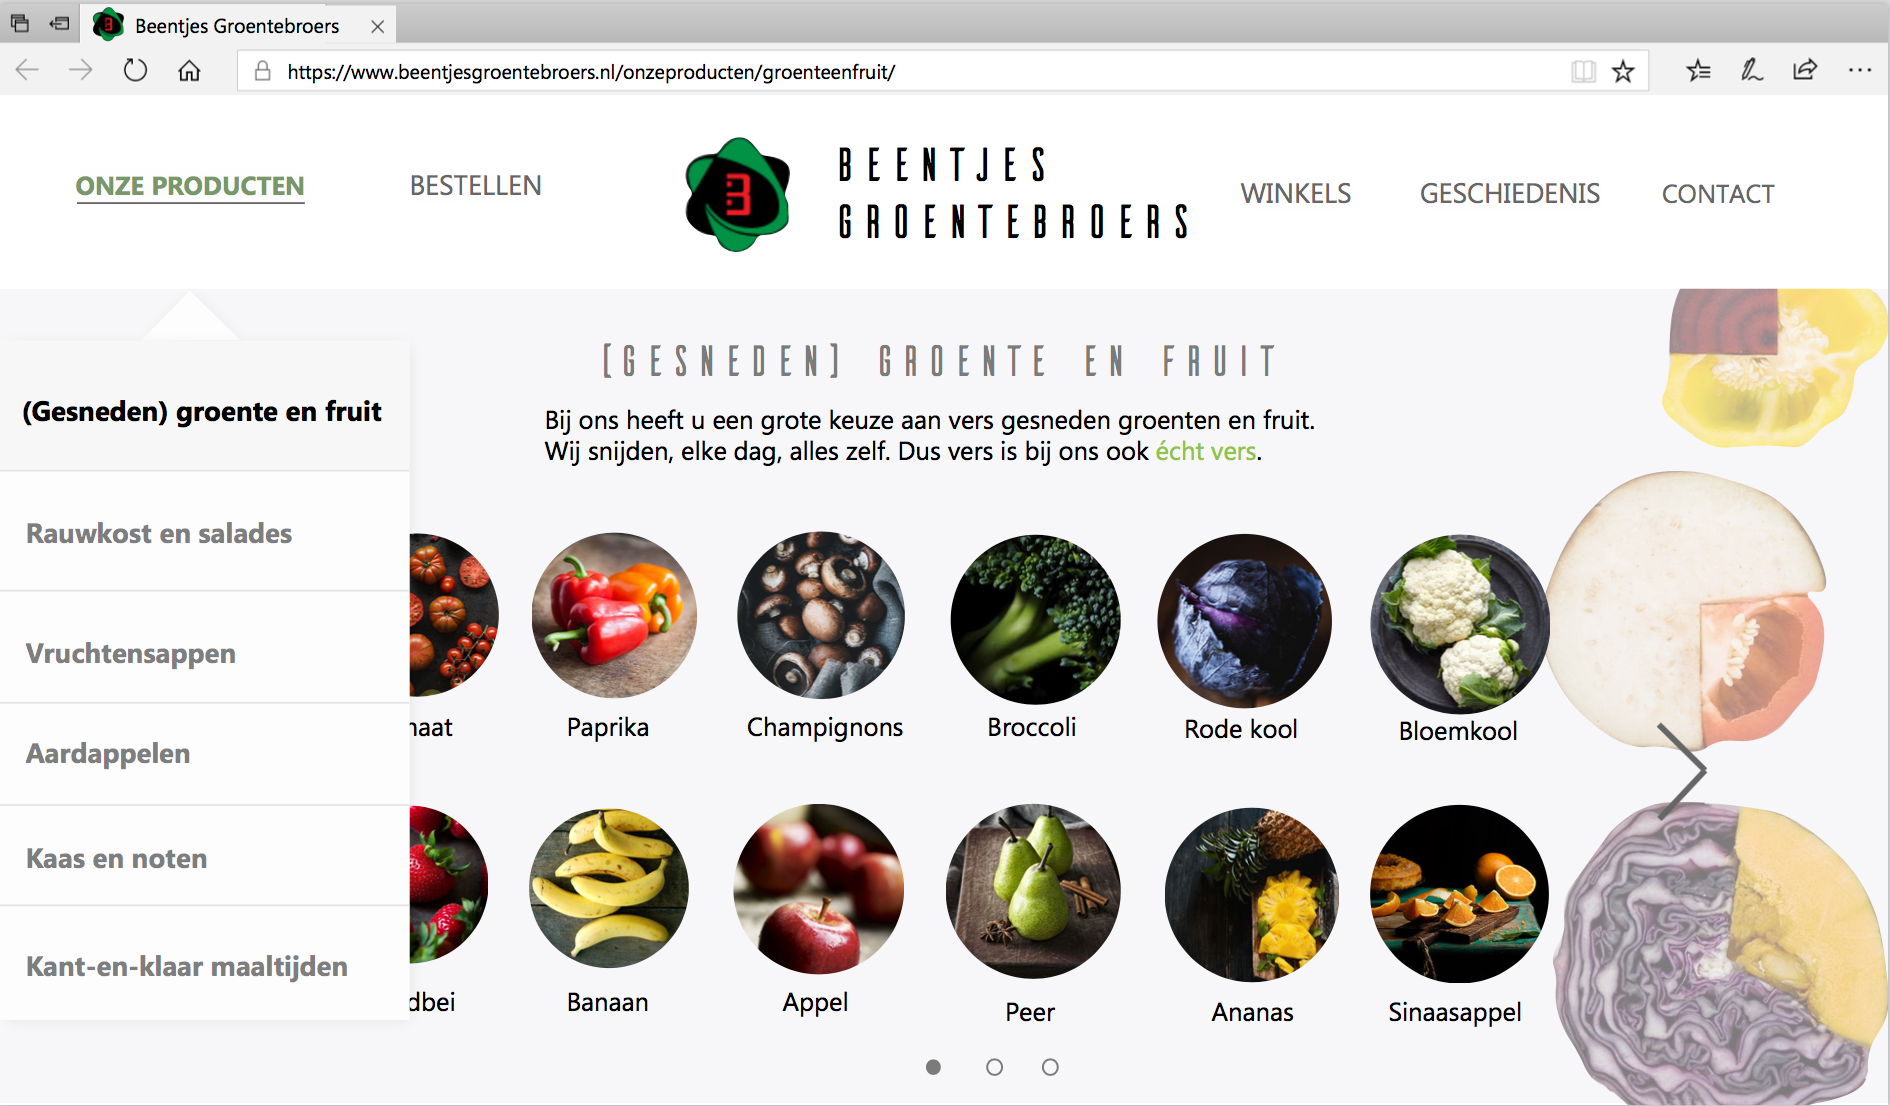 Beentjes Groentebroers
https://www.beentjesgroentebroers.nl/onzeproducten/groenteenfruit/
ONZE PRODUCTEN
BESTELLEN
BEENTJES
GROENTEBROERS
WINKELS
GESCHIEDENIS
CONTACT
(Gesneden) groente en fruit
Rauwkost en salades
Vruchtensappen
Aardappelen
Kaas en noten
Kant-en-klaar maaltijden
(GESNEDEN) GROENTE EN FRUIT
Bij ons heeft u een grote keuze aan vers gesneden groenten en fruit.
Wij snijden, elke dag, alles zelf. Dus vers is bij ons ook écht vers.
maat
Paprika
Champignons
Broccoli
Rode kool
Bloemkool
dbei
Banaan
Appel
Peer
Ananas
Sinaasappel